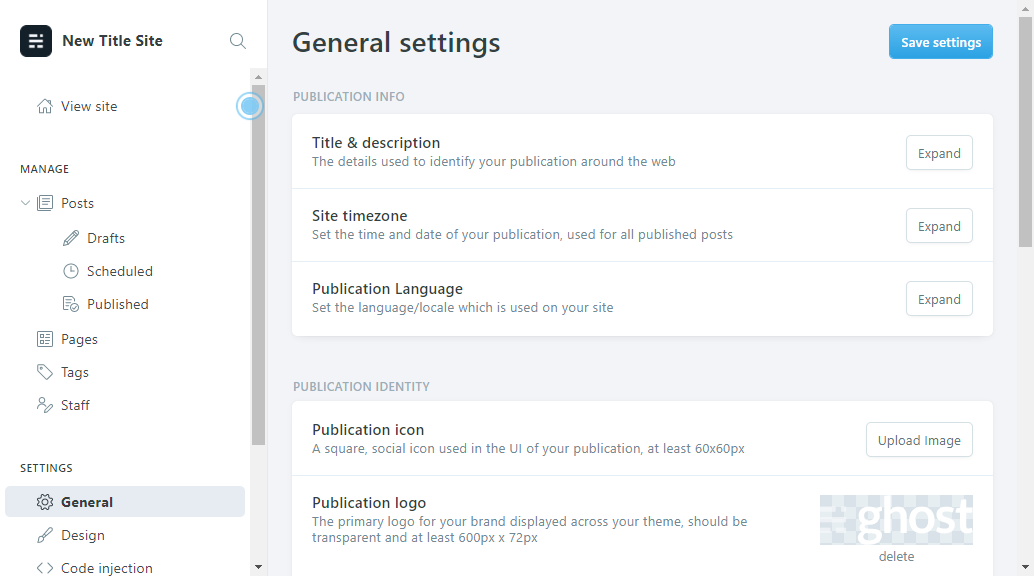 New Title Site
View site
MANAGE
Posts
Drafts
Scheduled
Published
Pages
Tags
Staff
SETTINGS
General
Design
Code injection
General settings
Save settings
PUBLICATION INFO
Title & description
The details used to identify your publication around the web
Expand
Site timezone
Set the time and date of your publication, used for all published posts
Expand
Publication Language
Set the language/locale which is used on your site
Expand
PUBLICATION IDENTITY
Publication icon
A square, social icon used in the UI of your publication, at least 60x60px
Upload Image
Publication logo
The primary logo for your brand displayed across your theme, should be
transparent and at least 600px x 72px
ghost
delete